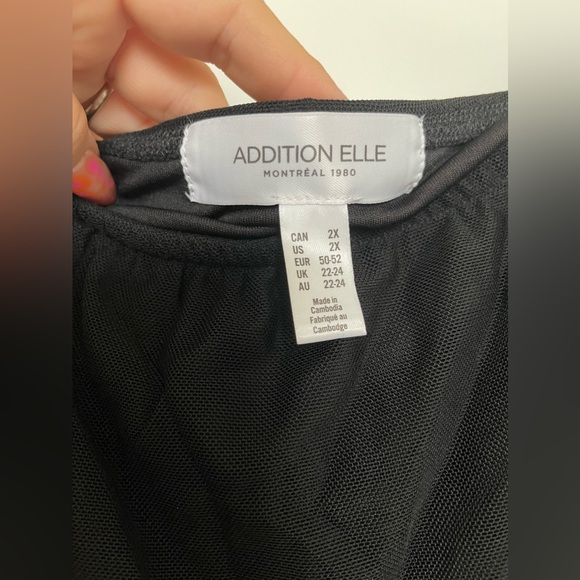 ADDITION ELLE
MONTRÉAL 1980
CAN 2X
US 2X
EUR 50-52
UK 22-24
AU 22-24
Made in
Cambodia
Fabriqué au
Cambodge